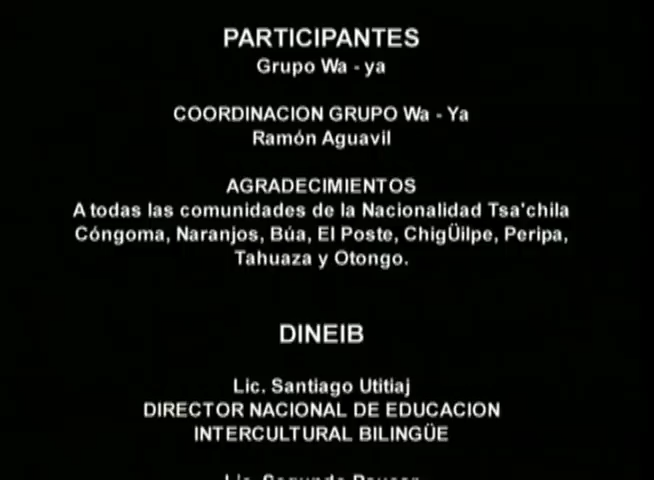 PARTICIPANTES
Grupo Wa - ya
COORDINACION GRUPO Wa - Ya
Ramón Aguavil
AGRADECIMIENTOS
A todas las comunidades de la Nacionalidad Tsa'chila
Cóngoma, Naranjos, Búa, El Poste, ChigÜilpe, Peripa,
Tahuaza y Otongo.
DINEIB
Lic. Santiago Utitiaj
DIRECTOR NACIONAL DE EDUCACION
INTERCULTURAL BILINGÜE
Lic. Segundo